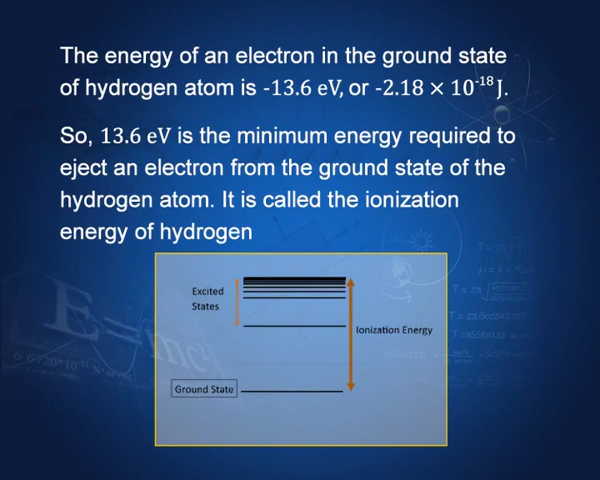 The energy of an electron in the ground state
of hydrogen atom is -13.6 eV, or -2.18 × 10⁻¹⁸ J.
So, 13.6 eV is the minimum energy required to
eject an electron from the ground state of the
hydrogen atom. It is called the ionization
energy of hydrogen
Excited
States
Ionization Energy
Ground State
E=mc²